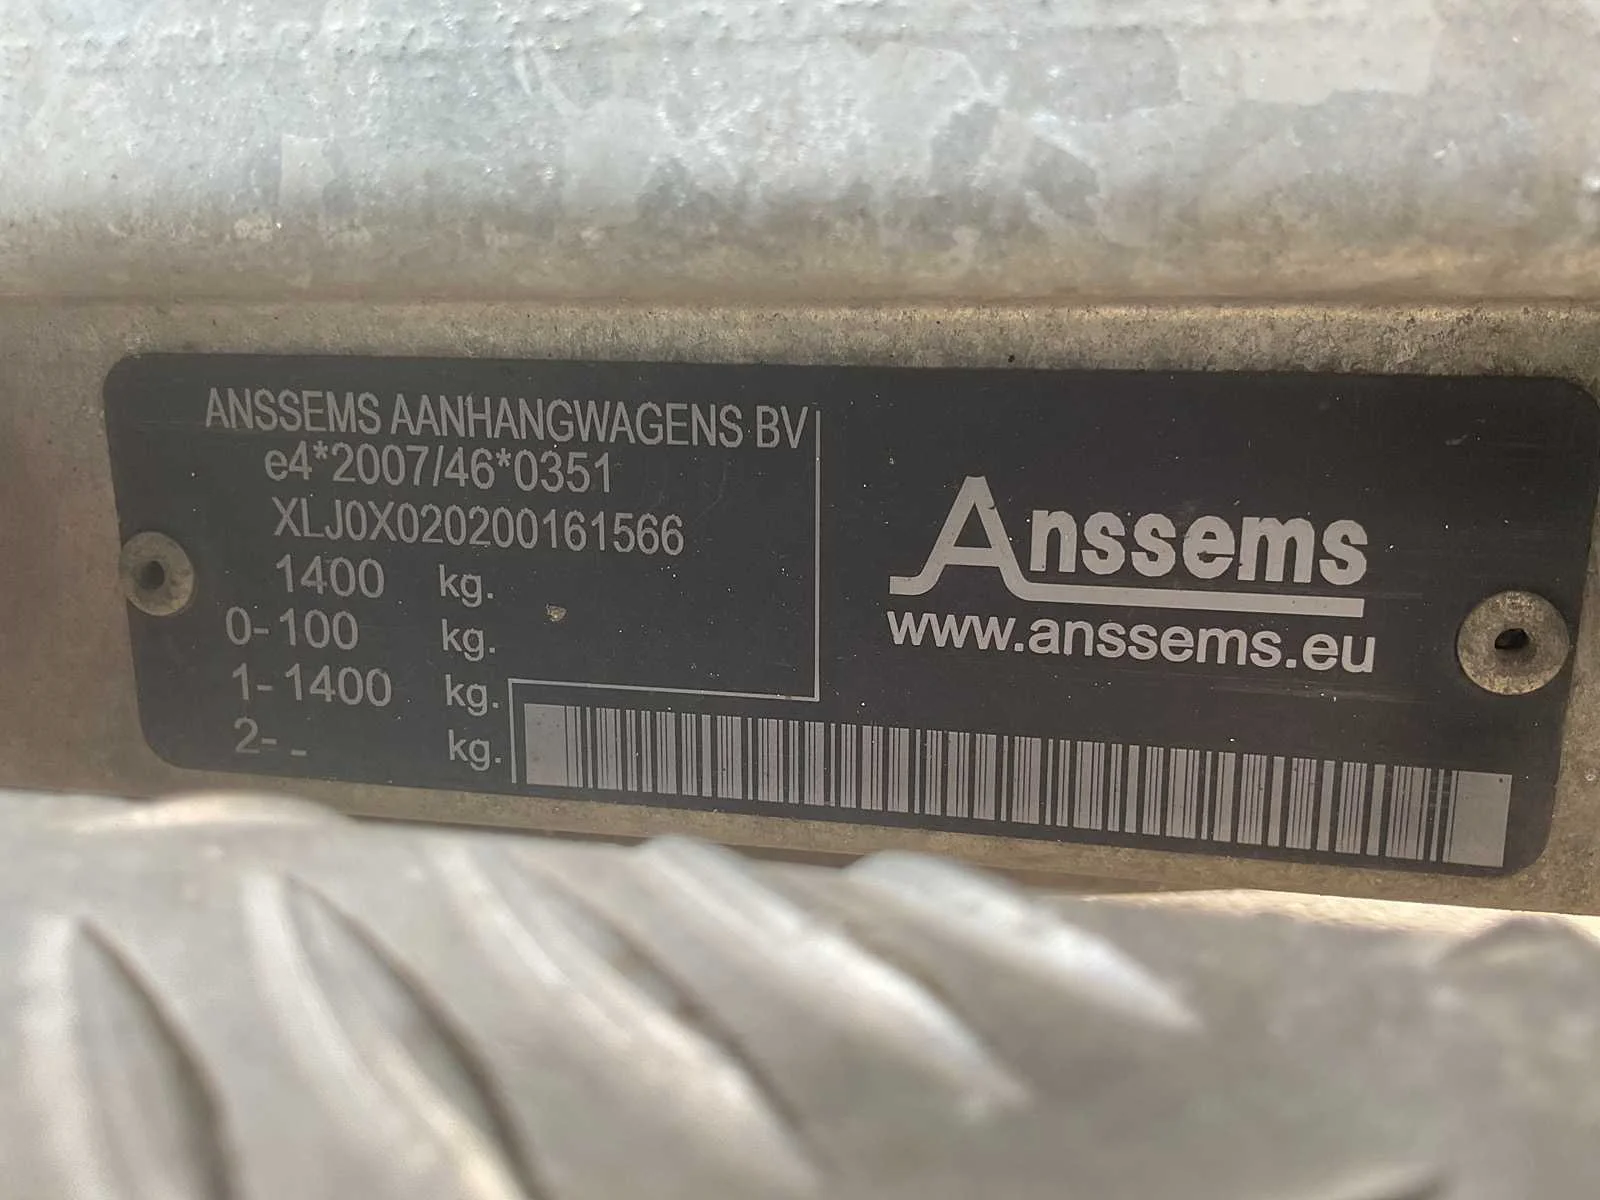 ANSSEMS AANHANGWAGENS BV
e4*2007/46*0351
XLJ0X020200161566
1400 kg.
0-100 kg.
1-1400 kg.
2- - kg.
Anssems
www.anssems.eu